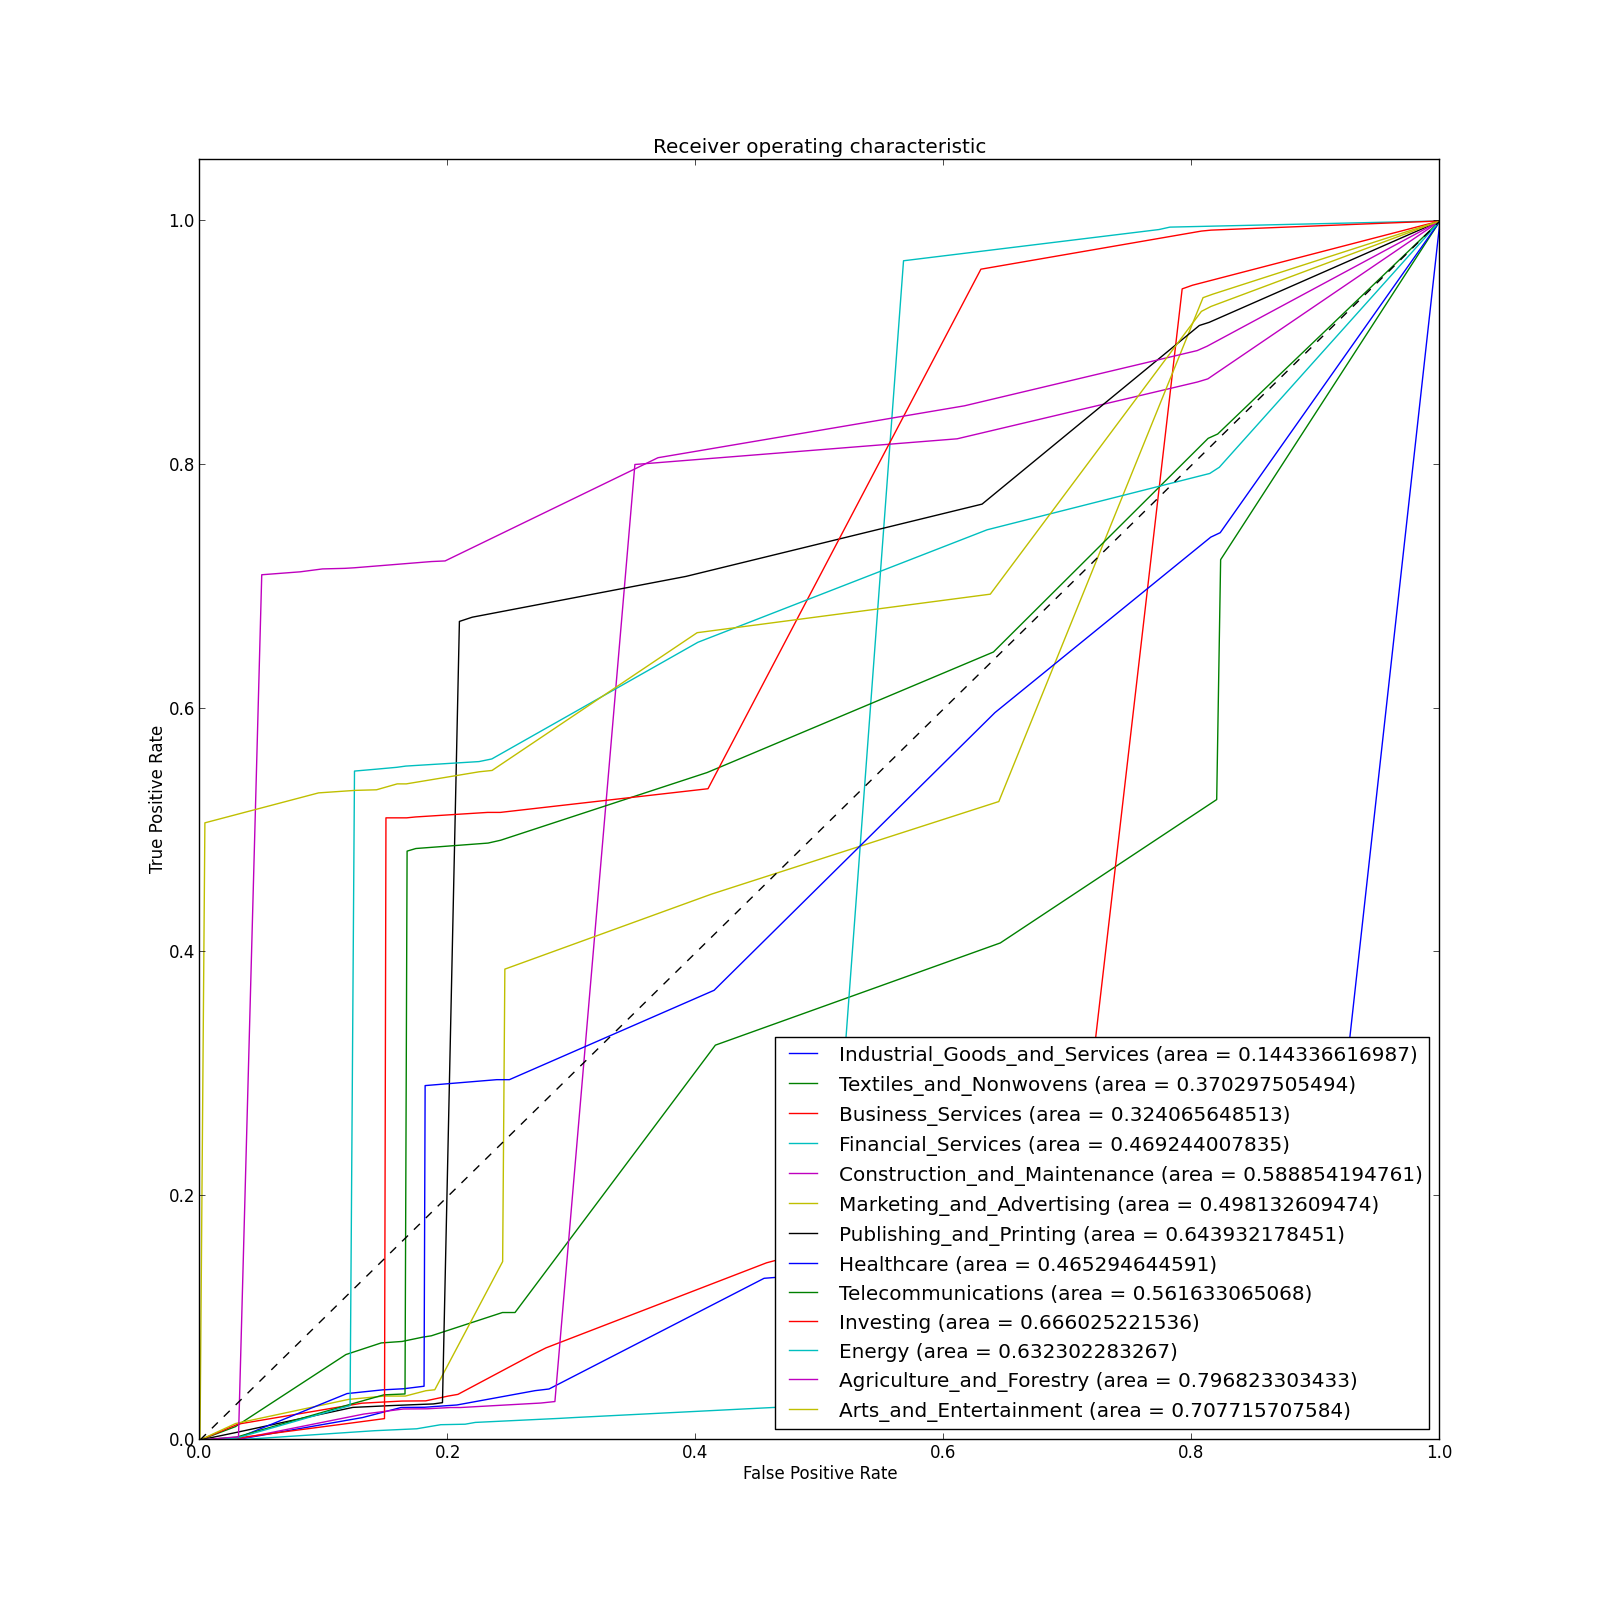 Receiver operating characteristic
1.0
0.8
0.6
0.4
0.2
0.0
True Positive Rate
Industrial_Goods_and_Services (area = 0.144336616987)
Textiles_and_Nonwovens (area = 0.370297505494)
Business_Services (area = 0.324065648513)
Financial_Services (area = 0.469244007835)
Construction_and_Maintenance (area = 0.588854194761)
Marketing_and_Advertising (area = 0.498132609474)
Publishing_and_Printing (area = 0.643932178451)
Healthcare (area = 0.465294644591)
Telecommunications (area = 0.561633065068)
Investing (area = 0.666025221536)
Energy (area = 0.632302283267)
Agriculture_and_Forestry (area = 0.796823303433)
Arts_and_Entertainment (area = 0.707715707584)
0.0 0.2 0.4 0.6 0.8 1.0
False Positive Rate